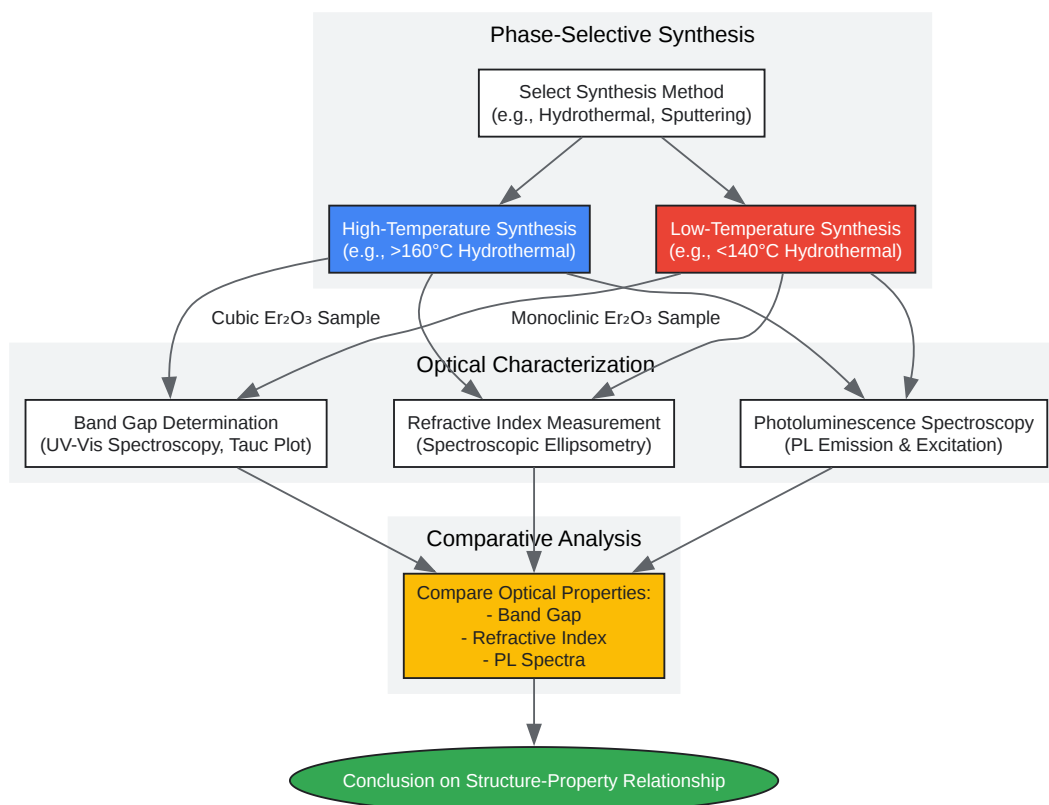 Phase-Selective Synthesis
Select Synthesis Method
(e.g., Hydrothermal, Sputtering)
High-Temperature Synthesis
(e.g., >160°C Hydrothermal)
Low-Temperature Synthesis
(e.g., <140°C Hydrothermal)
Cubic Er₂O₃ Sample
Monoclinic Er₂O₃ Sample
Optical Characterization
Band Gap Determination
(UV-Vis Spectroscopy, Tauc Plot)
Refractive Index Measurement
(Spectroscopic Ellipsometry)
Photoluminescence Spectroscopy
(PL Emission & Excitation)
Comparative Analysis
Compare Optical Properties:
- Band Gap
- Refractive Index
- PL Spectra
Conclusion on Structure-Property Relationship